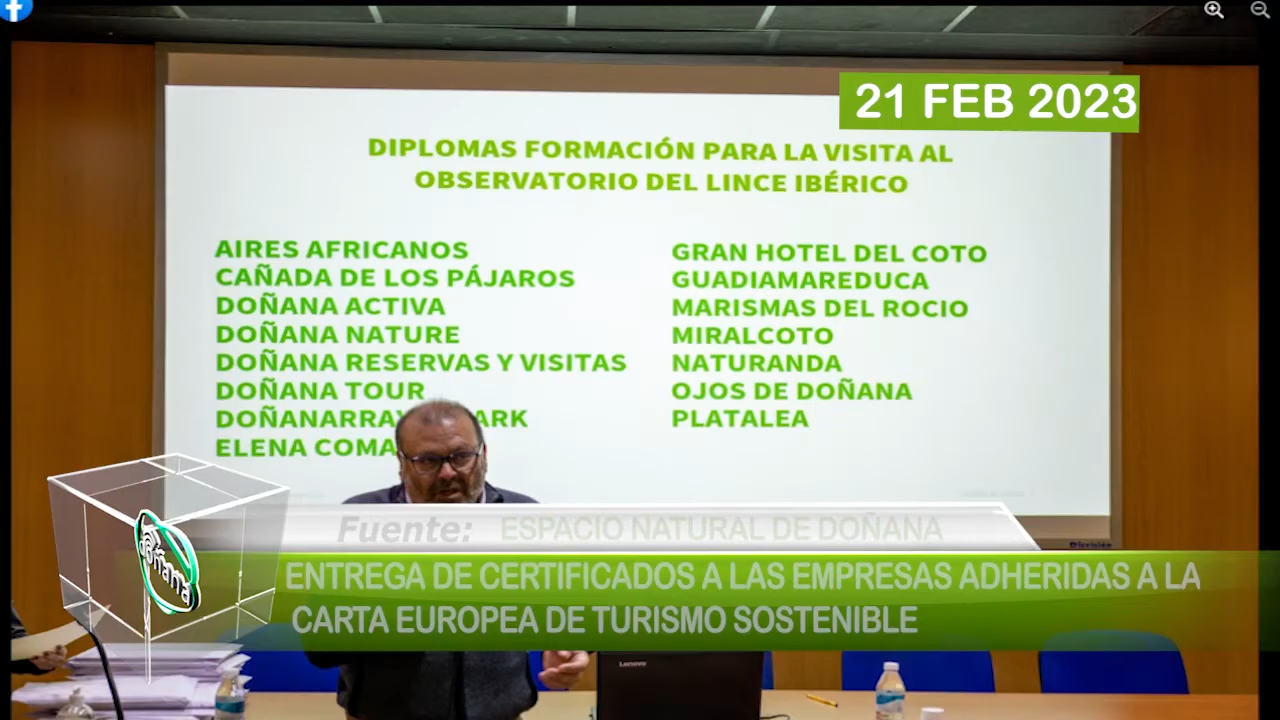 21 FEB 2023
DIPLOMAS FORMACIÓN PARA LA VISITA AL
OBSERVATORIO DEL LINCE IBÉRICO
AIRES AFRICANOS
CAÑADA DE LOS PÁJAROS
DOÑANA ACTIVA
DOÑANA NATURE
DOÑANA RESERVAS Y VISITAS
DOÑANA TOUR
ELENA
GRAN HOTEL DEL COTO
GUADIAMAREDUCA
MARISMAS DEL ROCIO
MIRALCOTO
NATURANDA
OJOS DE DOÑANA
PLATALEA
Fuente: ESPACIO NATURAL DE DOÑANA
doñana
ENTREGA DE CERTIFICADOS A LAS EMPRESAS ADHERIDAS A LA
CARTA EUROPEA DE TURISMO SOSTENIBLE
Lenovo